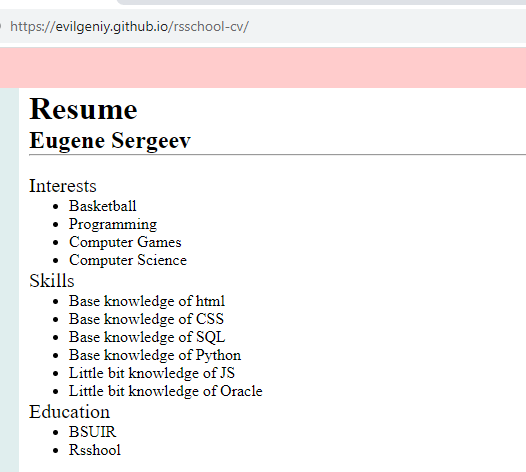 https://evilgeniy.github.io/rsschool-cv/
Resume
Eugene Sergeev
Interests
Basketball
Programming
Computer Games
Computer Science
Skills
Base knowledge of html
Base knowledge of CSS
Base knowledge of SQL
Base knowledge of Python
Little bit knowledge of JS
Little bit knowledge of Oracle
Education
BSUIR
Rsshool